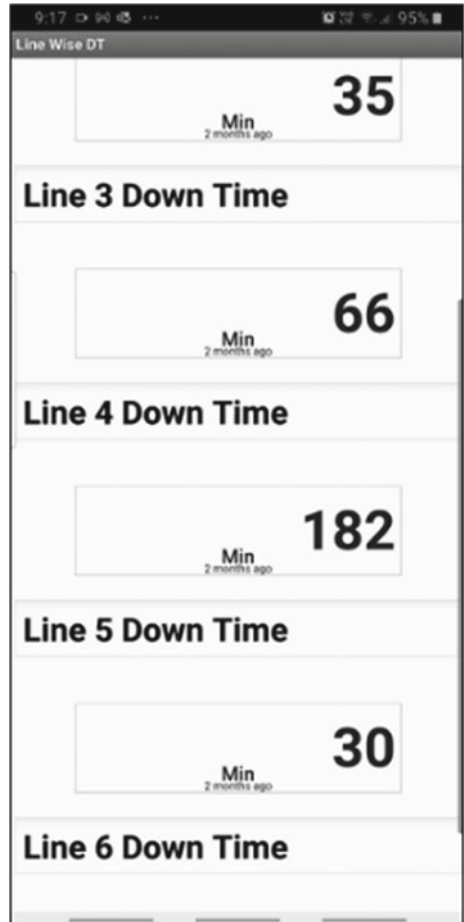 9:17 ... 95%
Line Wise DT
35
Min
2 months ago
Line 3 Down Time
66
Min
2 months ago
Line 4 Down Time
182
Min
2 months ago
Line 5 Down Time
30
Min
2 months ago
Line 6 Down Time